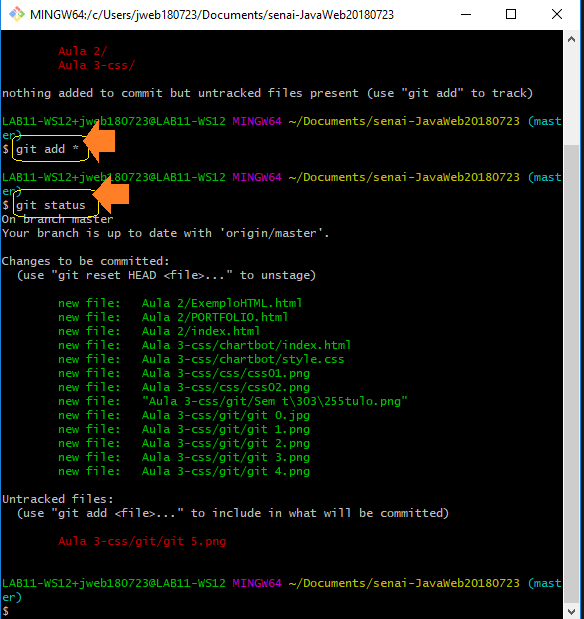 MINGW64:/c/Users/jweb180723/Documents/senai-JavaWeb20180723
Aula 2/
Aula 3-css/
nothing added to commit but untracked files present (use "git add" to track)
LAB11-WS12+jweb180723@LAB11-WS12 MINGW64 ~/Documents/senai-JavaWeb20180723 (mast
er)
$ git add *
LAB11-WS12+jweb180723@LAB11-WS12 MINGW64 ~/Documents/senai-JavaWeb20180723 (mast
er)
$ git status
On branch master
Your branch is up to date with 'origin/master'.
Changes to be committed:
(use "git reset HEAD <file>..." to unstage)
new file:   Aula 2/ExemploHTML.html
new file:   Aula 2/PORTFOLIO.html
new file:   Aula 2/index.html
new file:   Aula 3-css/chartbot/index.html
new file:   Aula 3-css/chartbot/style.css
new file:   Aula 3-css/css/css01.png
new file:   Aula 3-css/css/css02.png
new file:   "Aula 3-css/git/Sem t\303\255tulo.png"
new file:   Aula 3-css/git/git 0.jpg
new file:   Aula 3-css/git/git 1.png
new file:   Aula 3-css/git/git 2.png
new file:   Aula 3-css/git/git 3.png
new file:   Aula 3-css/git/git 4.png
Untracked files:
(use "git add <file>..." to include in what will be committed)
Aula 3-css/git/git 5.png
LAB11-WS12+jweb180723@LAB11-WS12 MINGW64 ~/Documents/senai-JavaWeb20180723 (mast
er)
$